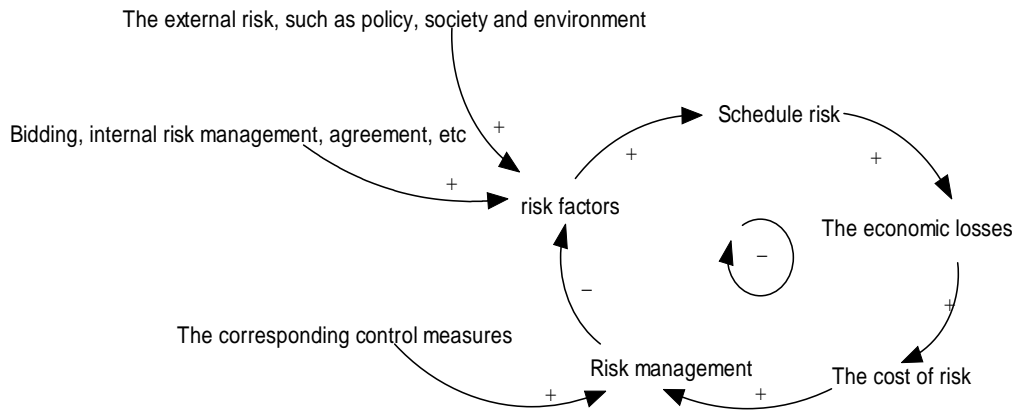 The external risk, such as policy, society and environment
+
Schedule risk
Bidding, internal risk management, agreement, etc
+
+
+
risk factors
The economic losses
−
−
+
The corresponding control measures
Risk management
The cost of risk
+
+